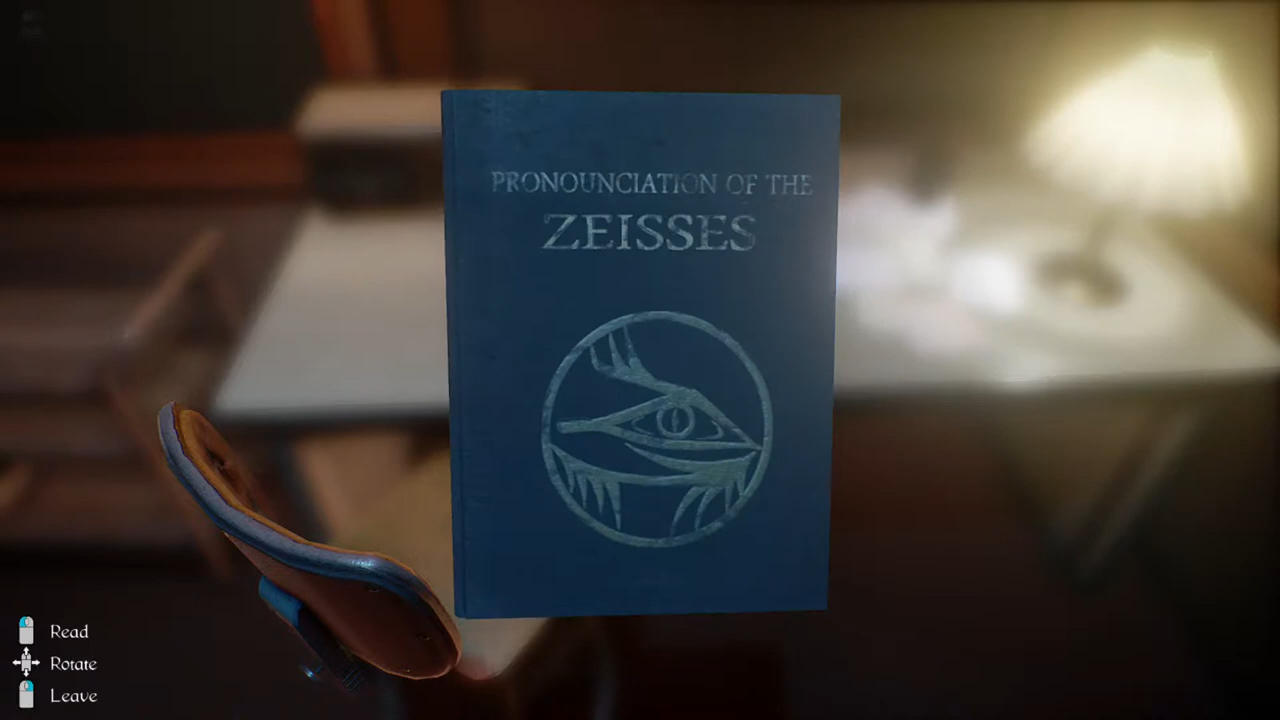 PRONOUNCIATION OF THE
ZEISSES
Read
Rotate
Leave